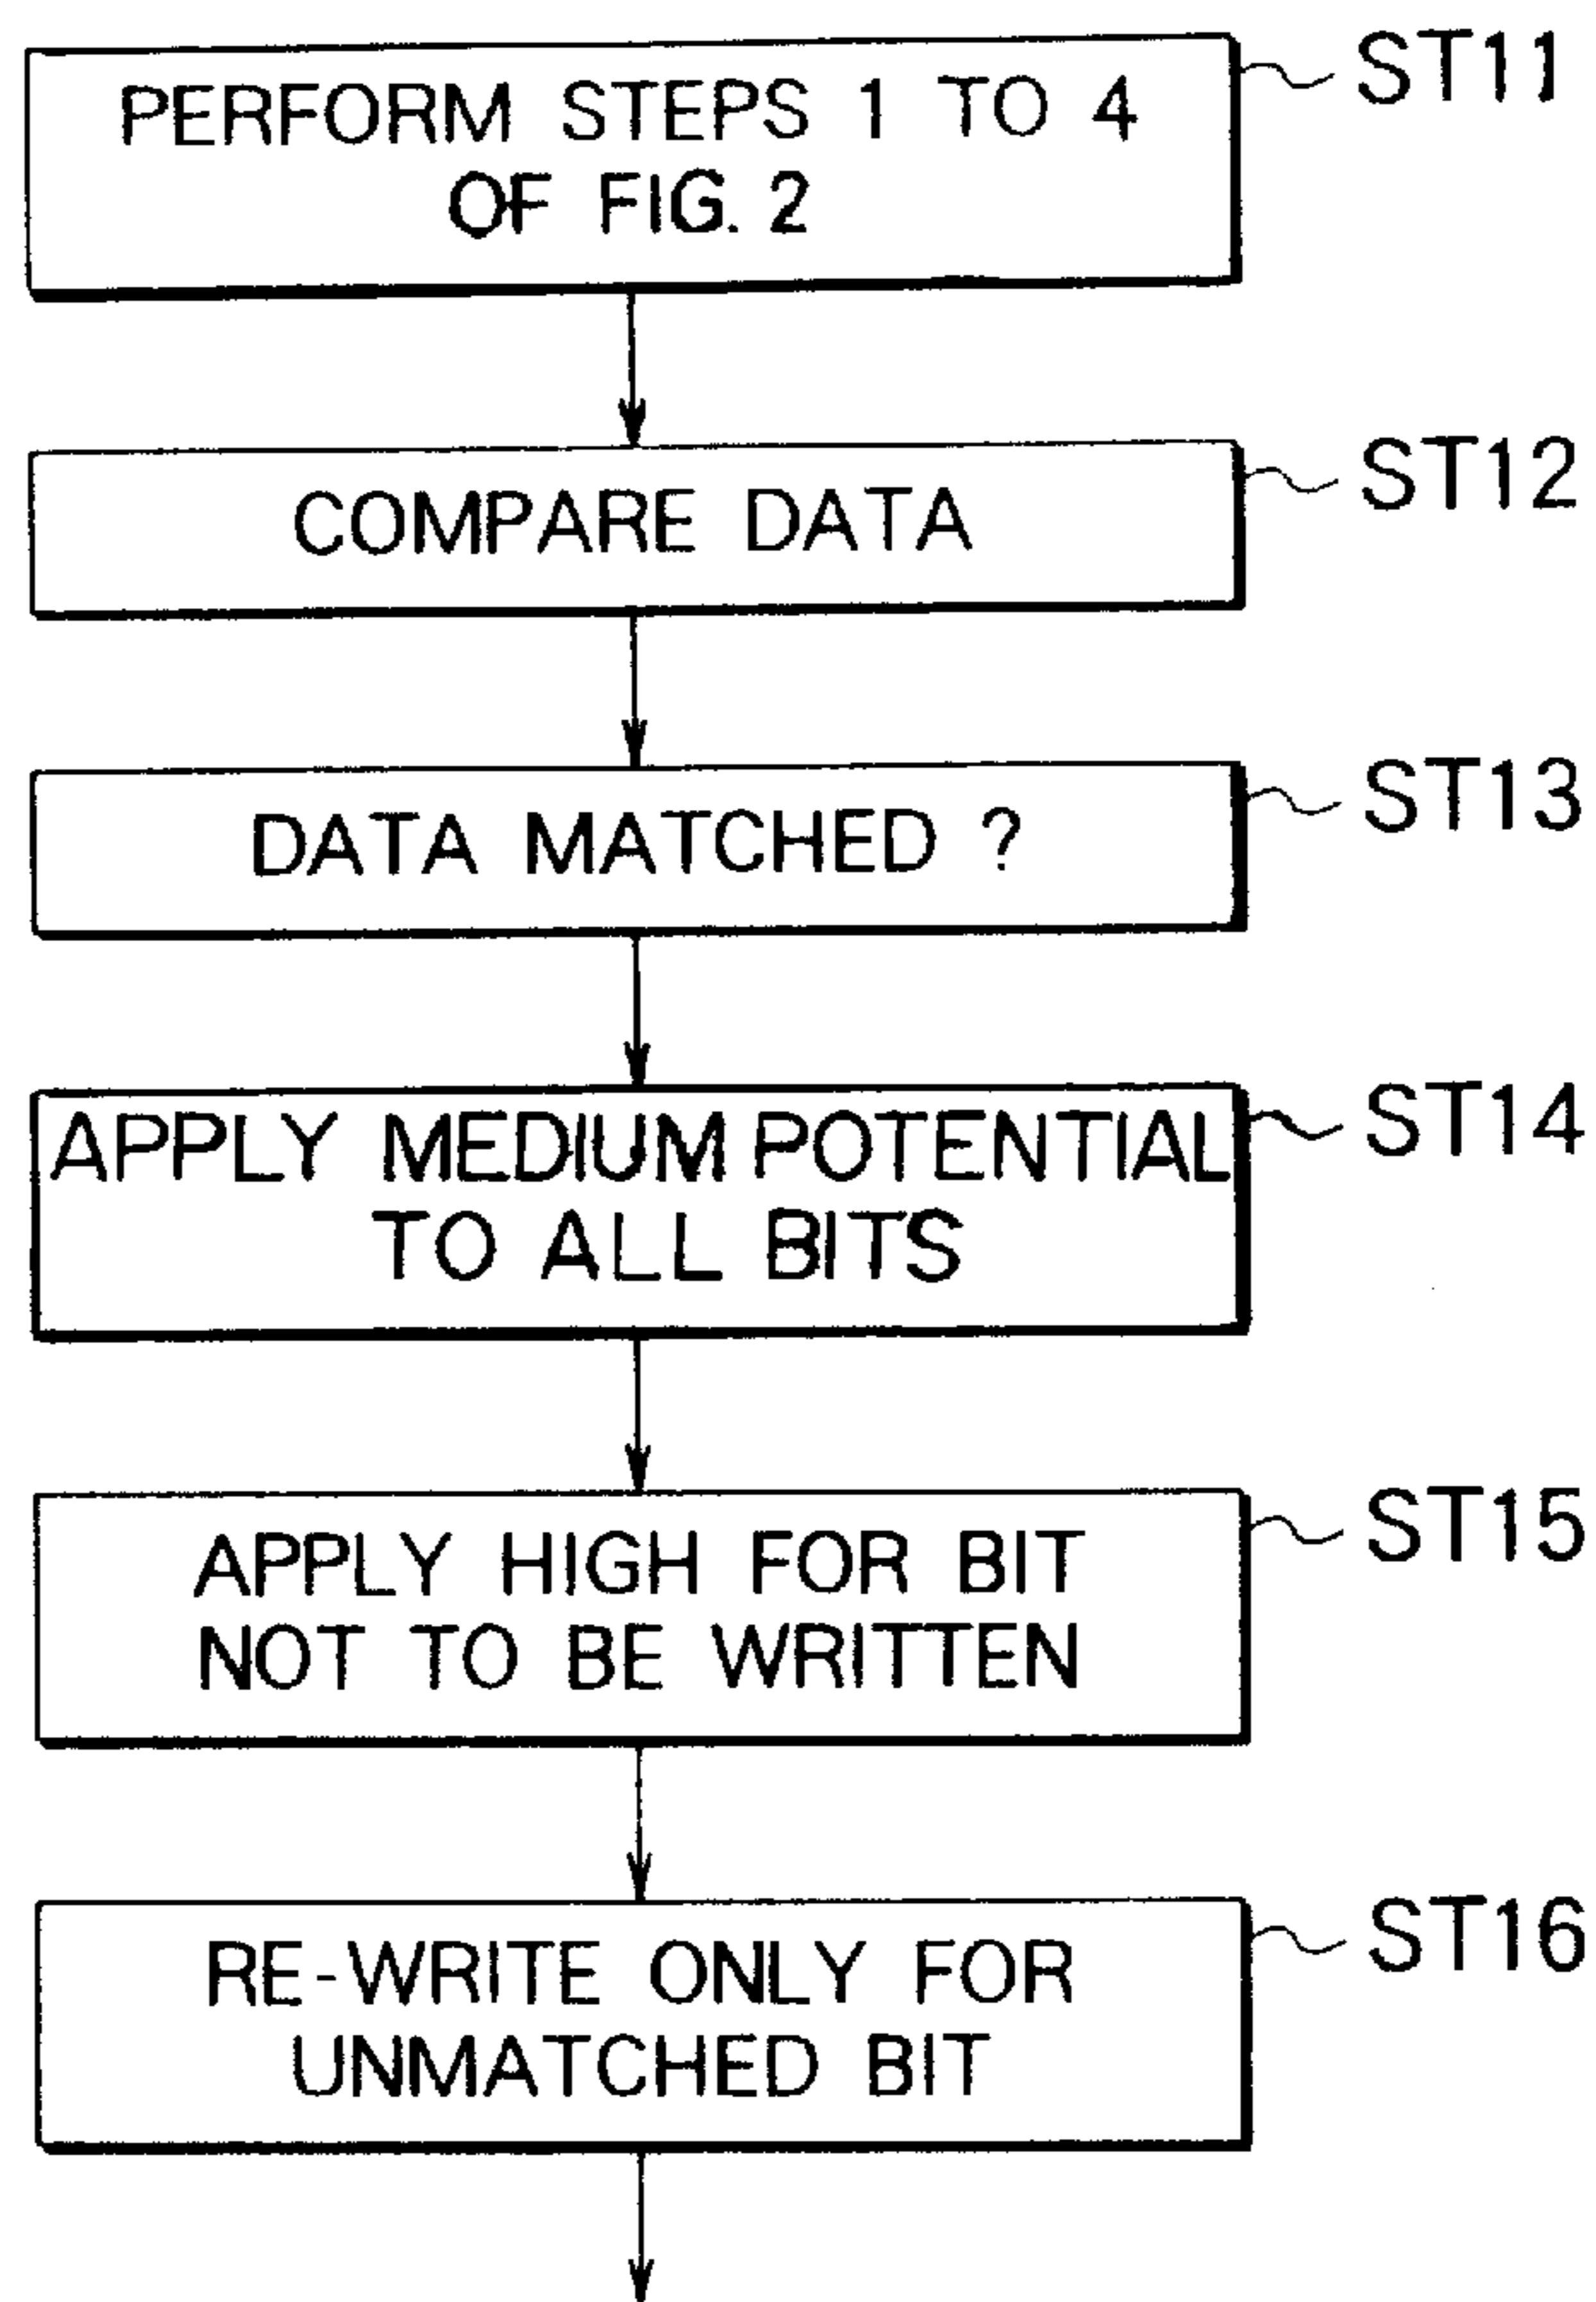 PERFORM STEPS 1 TO 4
OF FIG. 2
ST11
COMPARE DATA
ST12
DATA MATCHED ?
ST13
APPLY MEDIUM POTENTIAL
TO ALL BITS
ST14
APPLY HIGH FOR BIT
NOT TO BE WRITTEN
ST15
RE-WRITE ONLY FOR
UNMATCHED BIT
ST16